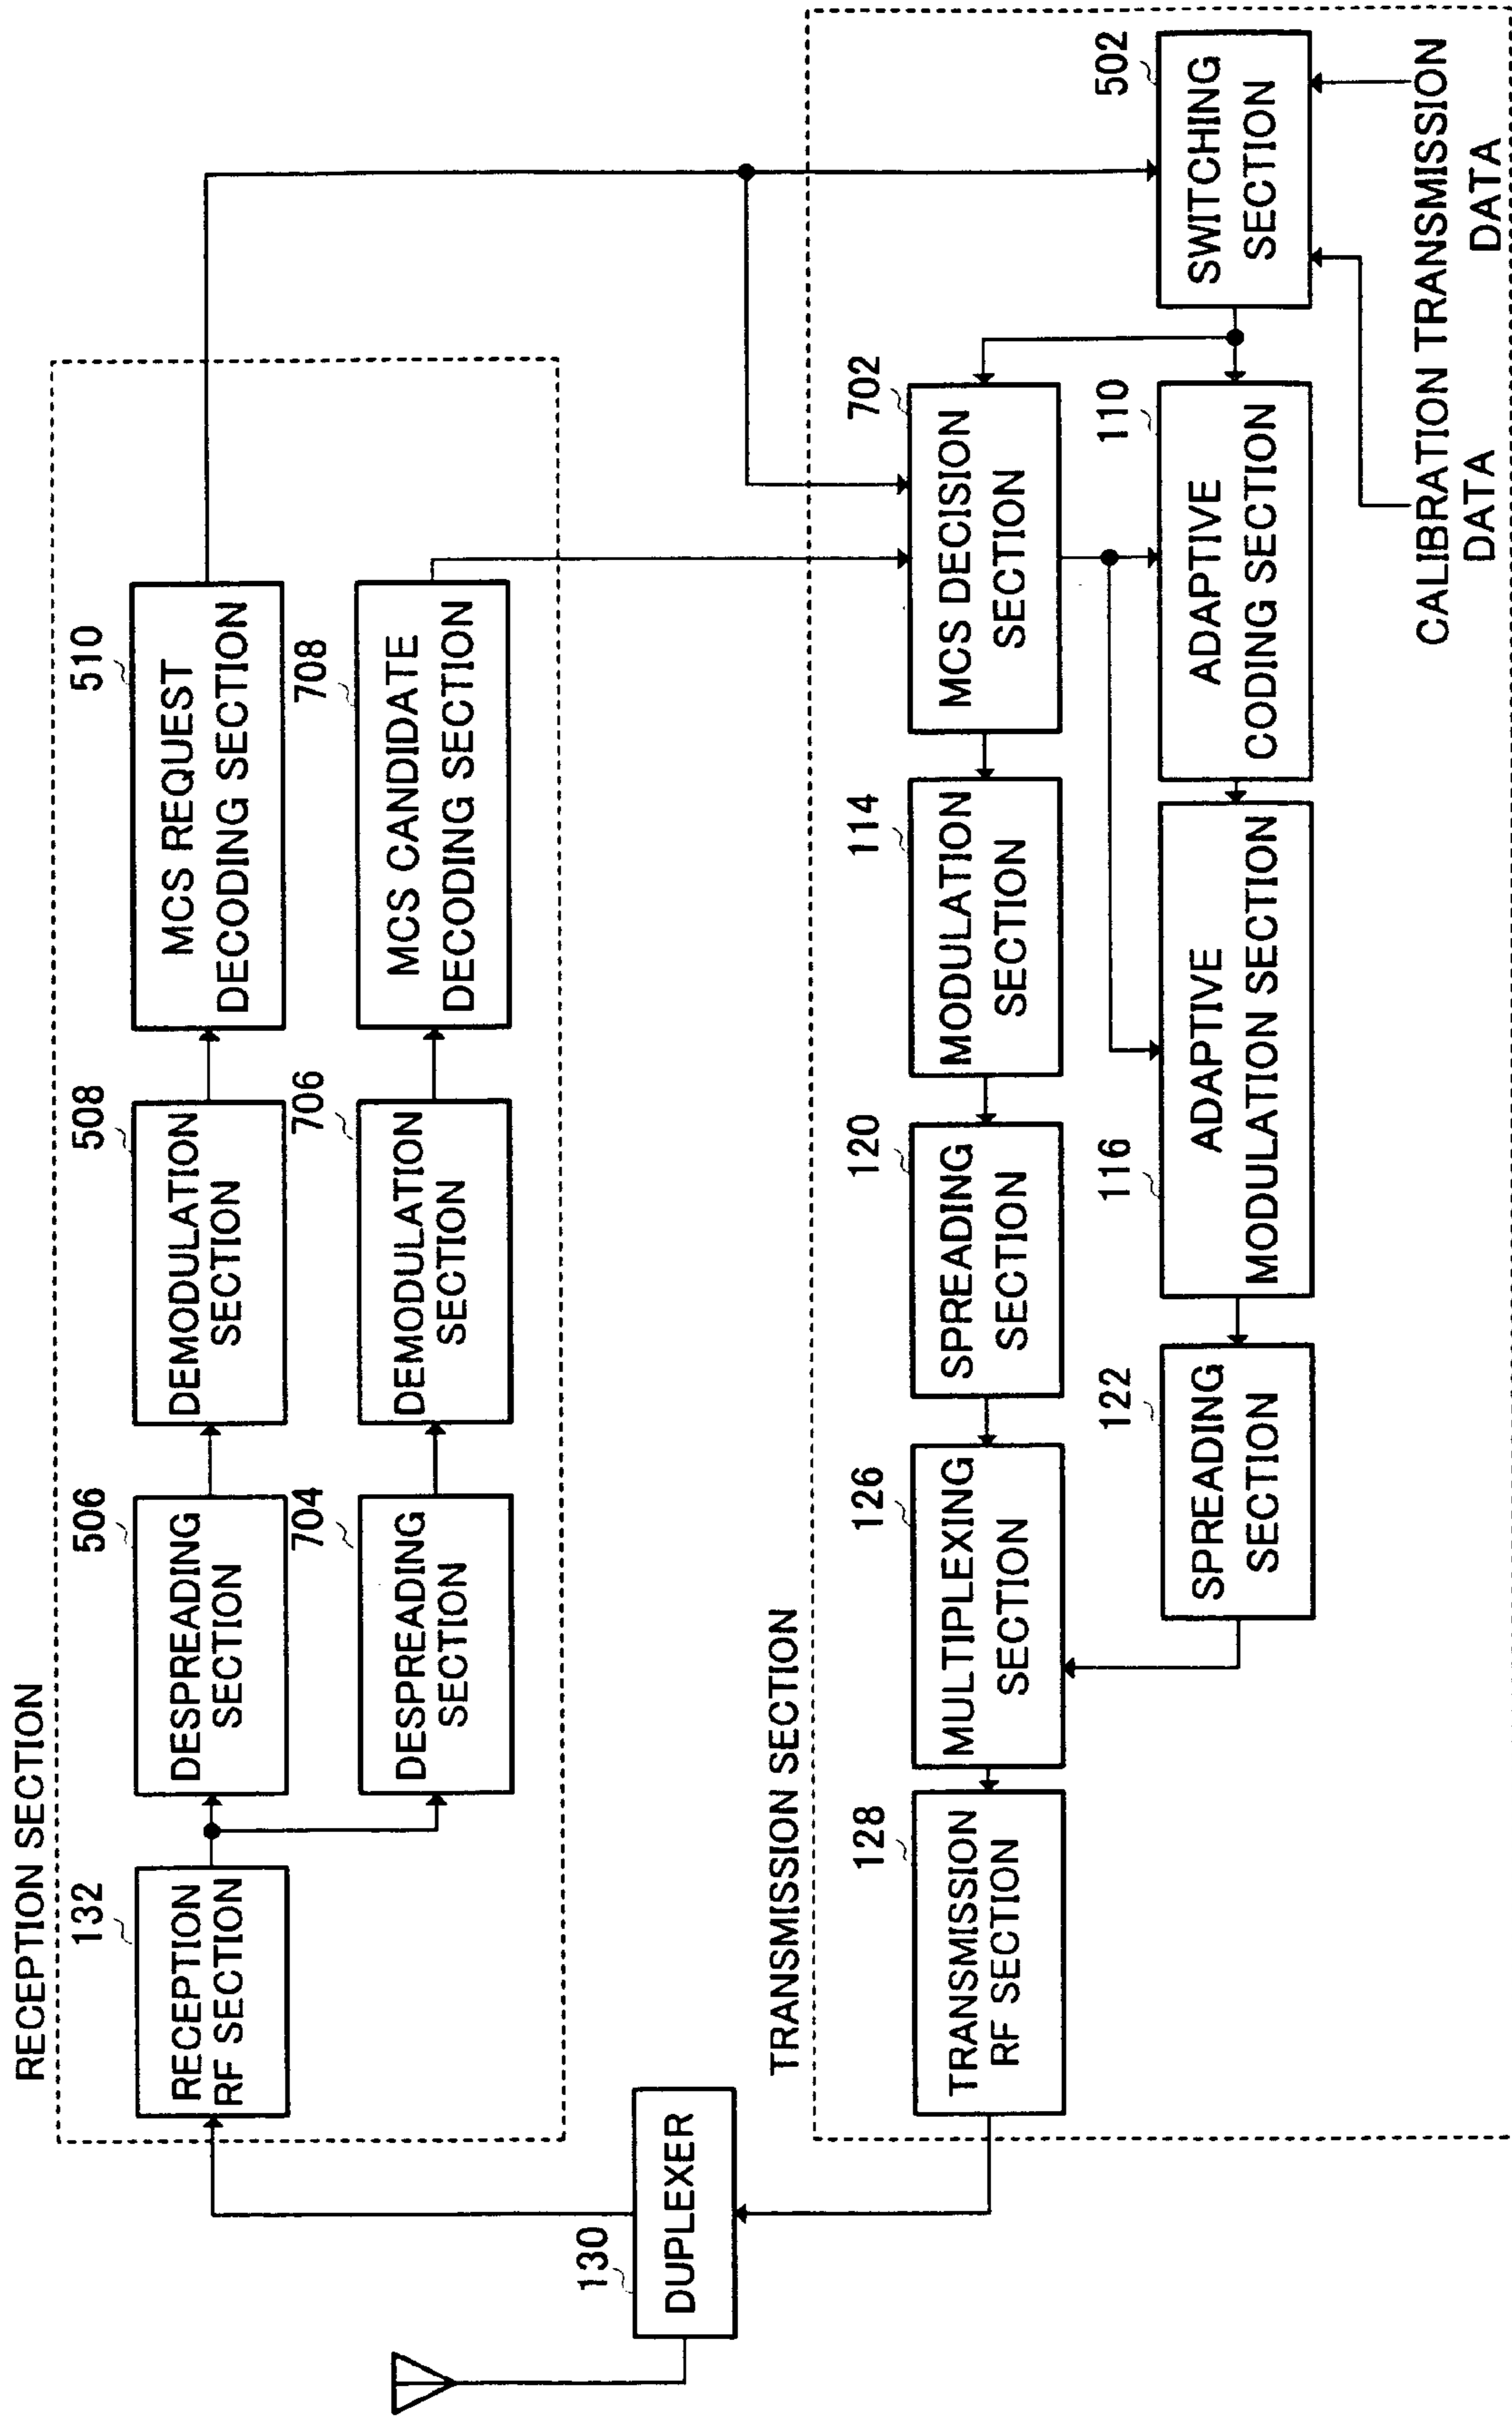 RECEPTION SECTION
132
RECEPTION
RF SECTION
506
DESPREADING
SECTION
508
DEMODULATION
SECTION
510
MCS REQUEST
DECODING SECTION
704
DESPREADING
SECTION
706
DEMODULATION
SECTION
708
MCS CANDIDATE
DECODING SECTION
130
DUPLEXER
TRANSMISSION SECTION
128
TRANSMISSION
RF SECTION
126
MULTIPLEXING
SECTION
120
SPREADING
SECTION
114
MODULATION
SECTION
702
MCS DECISION
SECTION
502
SWITCHING
SECTION
122
SPREADING
SECTION
116
ADAPTIVE
MODULATION SECTION
110
ADAPTIVE
CODING SECTION
CALIBRATION TRANSMISSION
DATA DATA